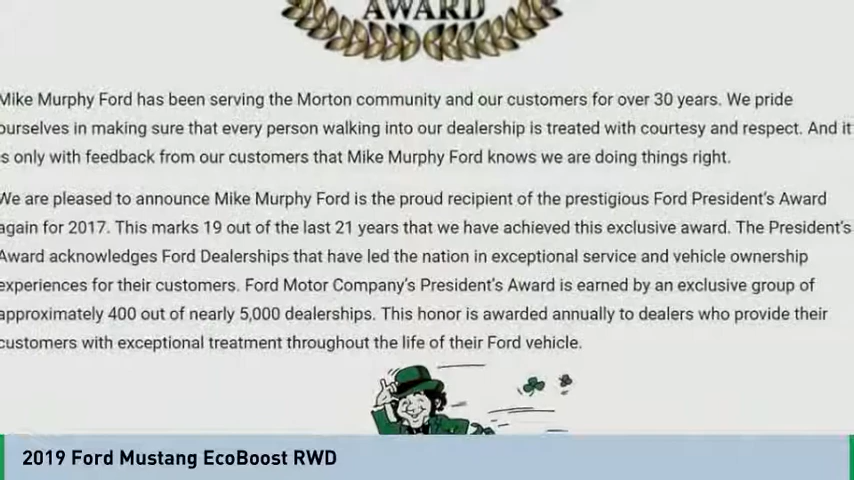 AWARD
Mike Murphy Ford has been serving the Morton community and our customers for over 30 years. We pride
ourselves in making sure that every person walking into our dealership is treated with courtesy and respect. And it
is only with feedback from our customers that Mike Murphy Ford knows we are doing things right.
We are pleased to announce Mike Murphy Ford is the proud recipient of the prestigious Ford President's Award
again for 2017. This marks 19 out of the last 21 years that we have achieved this exclusive award. The President's
Award acknowledges Ford Dealerships that have led the nation in exceptional service and vehicle ownership
experiences for their customers. Ford Motor Company's President's Award is earned by an exclusive group of
approximately 400 out of nearly 5,000 dealerships. This honor is awarded annually to dealers who provide their
customers with exceptional treatment throughout the life of their Ford vehicle.
2019 Ford Mustang EcoBoost RWD